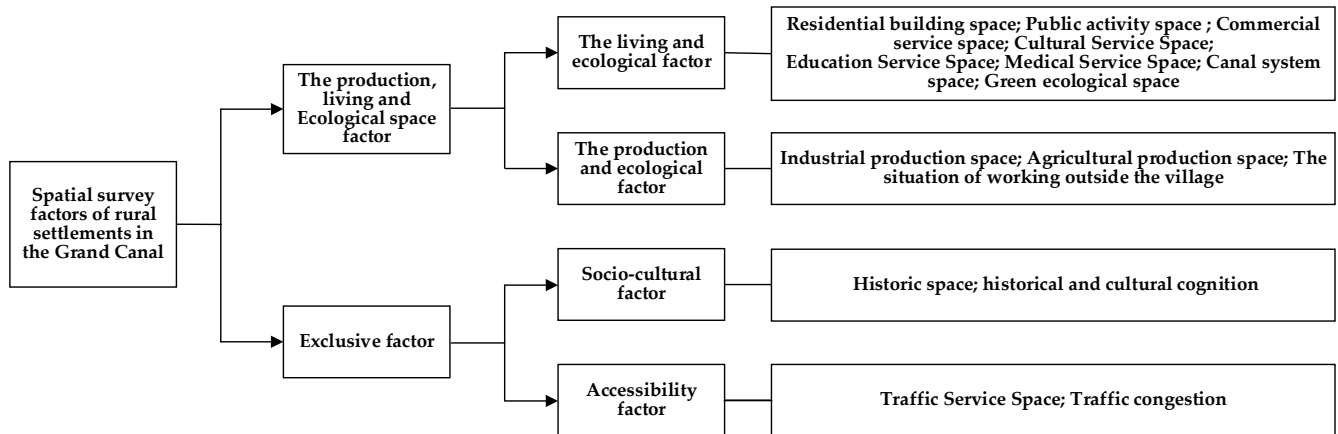 Spatial survey
factors of rural
settlements in
the Grand Canal
The production,
living and
Ecological space
factor
Exclusive factor
The living and
ecological factor
The production
and ecological
factor
Socio-cultural
factor
Accessibility
factor
Residential building space; Public activity space ; Commercial
service space; Cultural Service Space;
Education Service Space; Medical Service Space; Canal system
space; Green ecological space
Industrial production space; Agricultural production space; The
situation of working outside the village
Historic space; historical and cultural cognition
Traffic Service Space; Traffic congestion